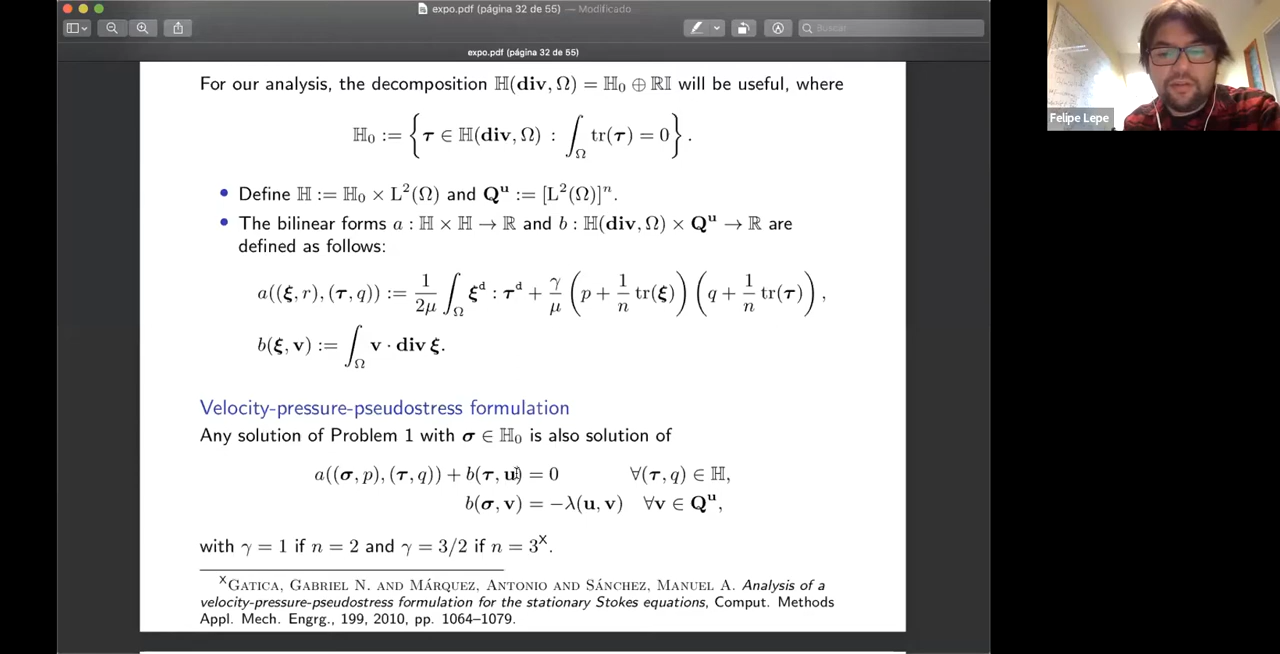 expo.pdf (página 32 de 55) — Modificado
Buscar
expo.pdf (página 32 de 55)
For our analysis, the decomposition ℍ(𝐝𝐢𝐯, Ω) = ℍ₀ ⊕ ℝ𝕀 will be useful, where
ℍ₀ := { 𝝉 ∈ ℍ(𝐝𝐢𝐯, Ω) : ∫_Ω tr(𝝉) = 0 } .
• Define ℍ := ℍ₀ × L²(Ω) and 𝐐ᵘ := [L²(Ω)]ⁿ.
• The bilinear forms a : ℍ × ℍ → ℝ and b : ℍ(𝐝𝐢𝐯, Ω) × 𝐐ᵘ → ℝ are
defined as follows:
a((𝝃, r), (𝝉, q)) := 1/2μ ∫_Ω 𝝃ᵈ : 𝝉ᵈ + γ/μ ( p + 1/n tr(𝝃) ) ( q + 1/n tr(𝝉) ) ,
b(𝝃, 𝐯) := ∫_Ω 𝐯 · 𝐝𝐢𝐯 𝝃.
Velocity-pressure-pseudostress formulation
Any solution of Problem 1 with 𝝈 ∈ ℍ₀ is also solution of
a((𝝈, p), (𝝉, q)) + b(𝝉, 𝐮) = 0 ∀(𝝉, q) ∈ ℍ,
b(𝝈, 𝐯) = −λ(𝐮, 𝐯) ∀𝐯 ∈ 𝐐ᵘ,
with γ = 1 if n = 2 and γ = 3/2 if n = 3ˣ.
ˣGATICA, GABRIEL N. AND MÁRQUEZ, ANTONIO AND SÁNCHEZ, MANUEL A. Analysis of a
velocity-pressure-pseudostress formulation for the stationary Stokes equations, Comput. Methods
Appl. Mech. Engrg., 199, 2010, pp. 1064–1079.
Felipe Lepe